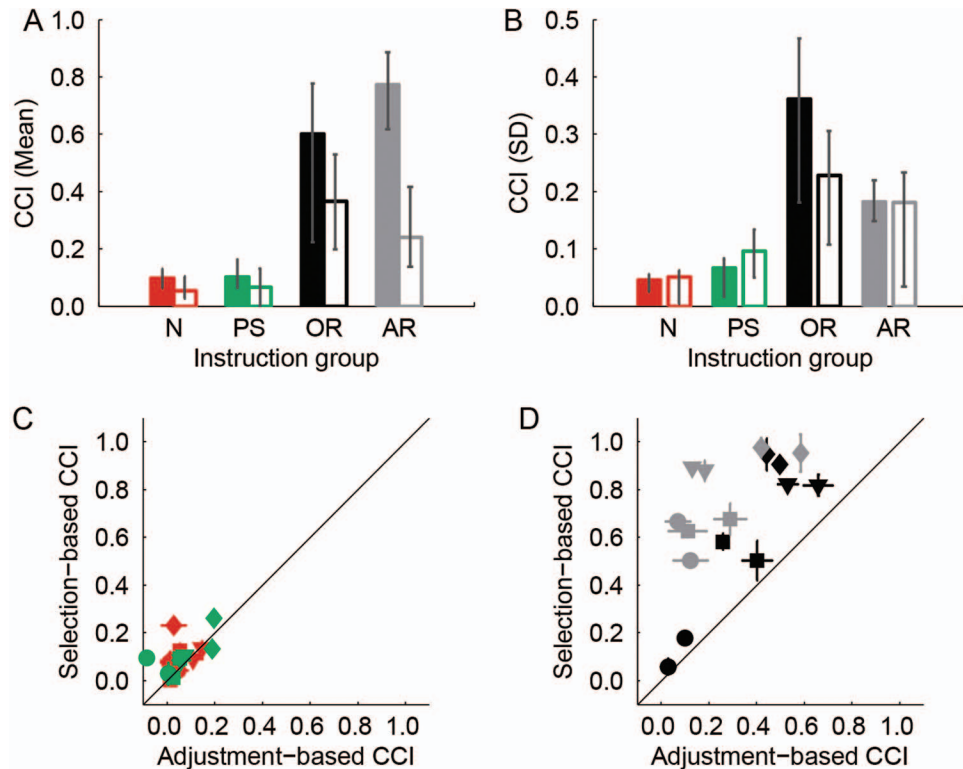 A
1.0
0.8
0.6
0.4
0.2
0.0
CCI (Mean)
N PS OR AR
Instruction group
B
0.5
0.4
0.3
0.2
0.1
0.0
CCI (SD)
N PS OR AR
Instruction group
C
1.0
0.8
0.6
0.4
0.2
0.0
Selection-based CCI
0.0 0.2 0.4 0.6 0.8 1.0
Adjustment-based CCI
D
1.0
0.8
0.6
0.4
0.2
0.0
Selection-based CCI
0.0 0.2 0.4 0.6 0.8 1.0
Adjustment-based CCI